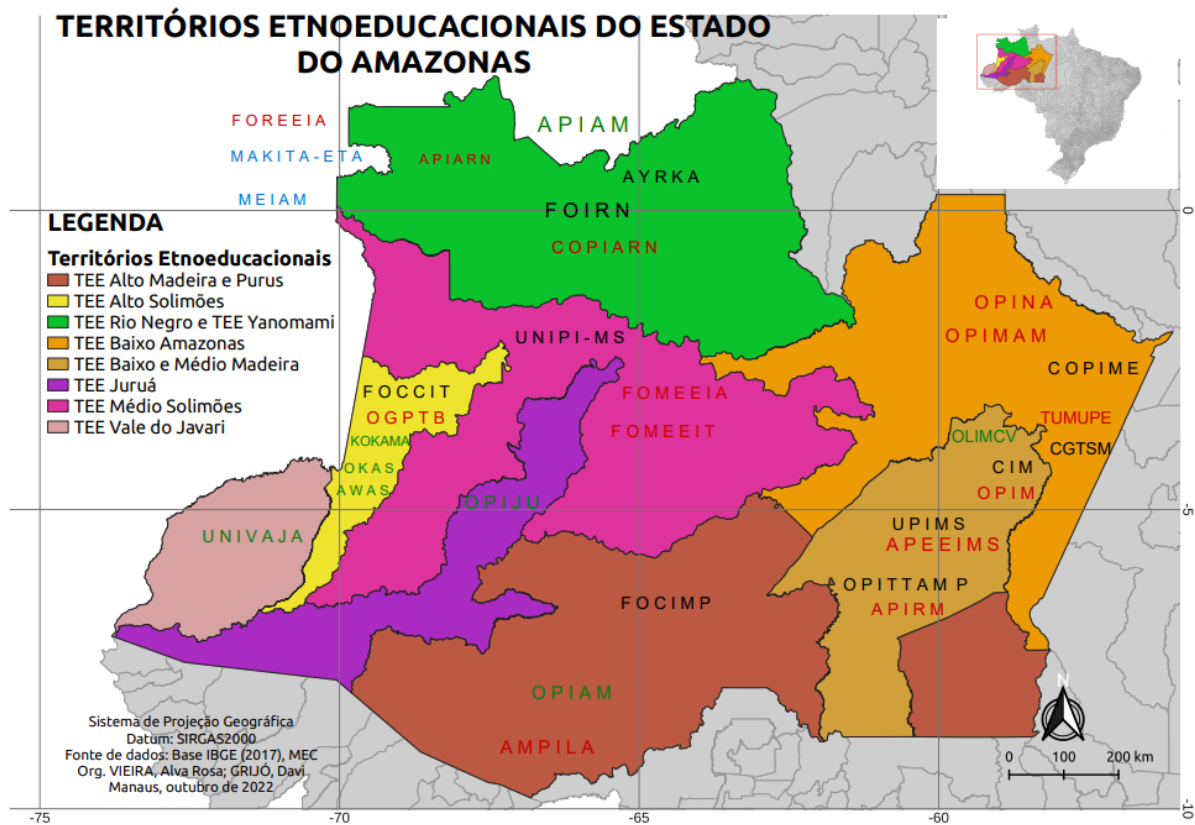 TERRITÓRIOS ETNOEDUCACIONAIS DO ESTADO
DO AMAZONAS
FOREEIA
APIAM
MAKITA-ETA
APIARN
AYRKA
MEIAM
FOIRN
COPIARN
LEGENDA
Territórios Etnoeducacionais
TEE Alto Madeira e Purus
TEE Alto Solimões
TEE Rio Negro e TEE Yanomami
TEE Baixo Amazonas
TEE Baixo e Médio Madeira
TEE Juruá
TEE Médio Solimões
TEE Vale do Javari
OPINA
OPIMAM
UNIPI-MS
COPIME
FOCCIT
FOMEEIA
OGPTB
TUMUPE
FOMEEIT
KOKAMA
OLIMCV
CGTSM
OKAS
CIM
AWAS
OPIM
OPIJU
UPIMS
UNIVAJA
APEEIMS
OPITTAMP
FOCIMP
APIRM
OPIAM
AMPILA
N
0 100 200 km
Sistema de Projeção Geográfica
Datum: SIRGAS2000
Fonte de dados: Base IBGE (2017), MEC
Org. VIEIRA, Alva Rosa; GRIJÓ, Davi
Manaus, outubro de 2022
0
-5
-10
-75 -70 -65 -60